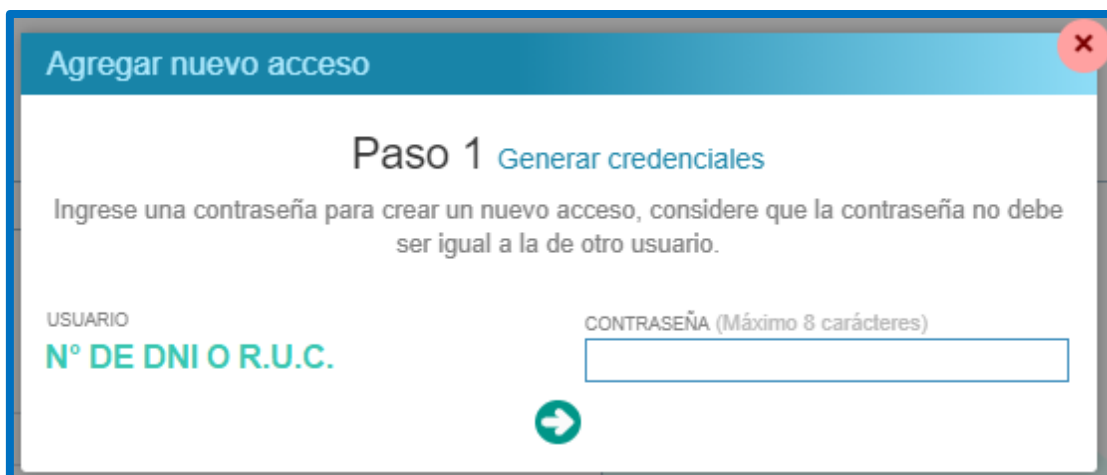 Agregar nuevo acceso
Paso 1 Generar credenciales
Ingrese una contraseña para crear un nuevo acceso, considere que la contraseña no debe
ser igual a la de otro usuario.
USUARIO
CONTRASEÑA (Máximo 8 carácteres)
N° DE DNI O R.U.C.